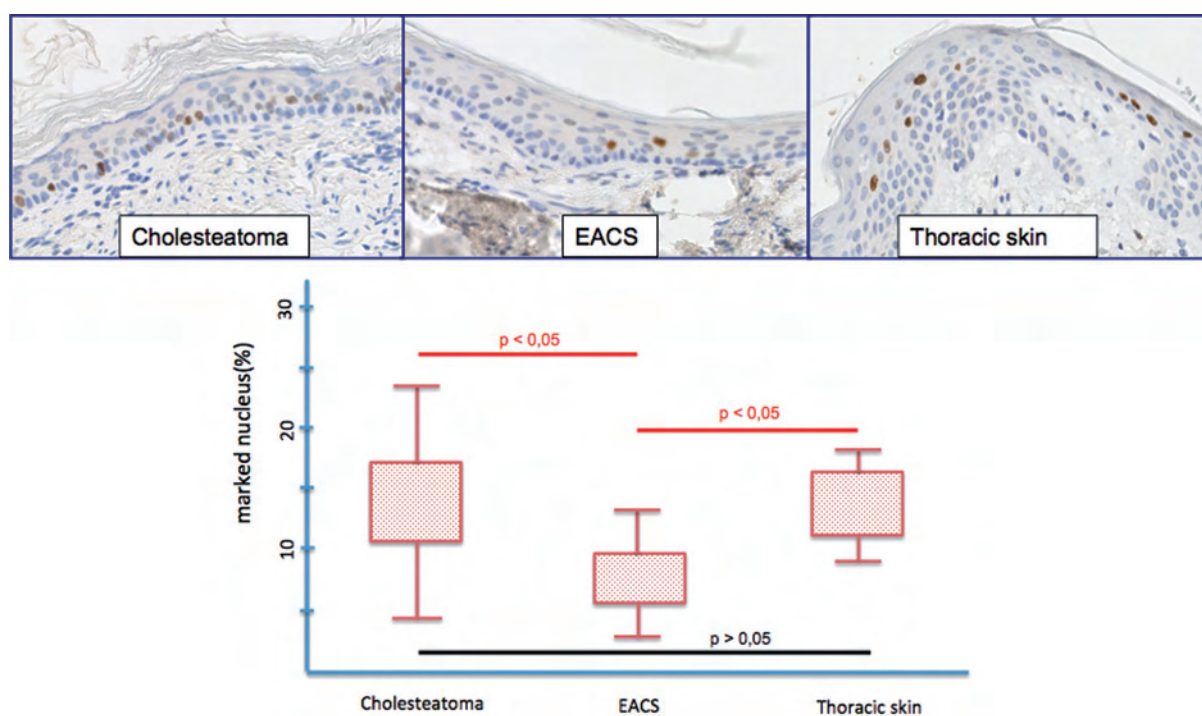 Cholesteatoma
EACS
Thoracic skin
marked nucleus(%)
30
20
10
p < 0,05
p < 0,05
p > 0,05
Cholesteatoma
EACS
Thoracic skin